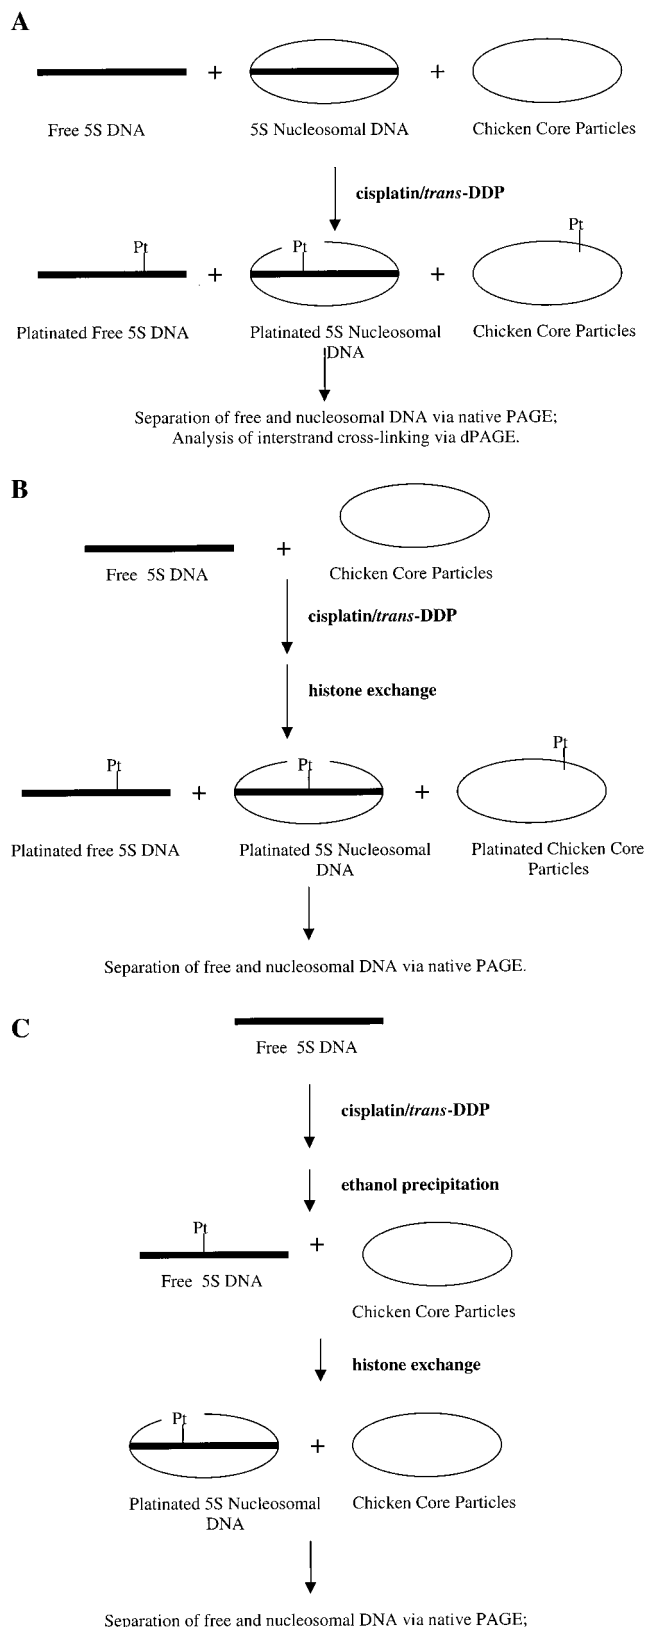 A
+ +
Free 5S DNA 5S Nucleosomal DNA Chicken Core Particles
cisplatin/trans-DDP
Pt Pt Pt
+ +
Platinated Free 5S DNA Platinated 5S Nucleosomal Chicken Core Particles
DNA
Separation of free and nucleosomal DNA via native PAGE;
Analysis of interstrand cross-linking via dPAGE.
B
+
Free 5S DNA Chicken Core Particles
cisplatin/trans-DDP
histone exchange
Pt Pt Pt
+ +
Platinated free 5S DNA Platinated 5S Nucleosomal Platinated Chicken Core
DNA Particles
Separation of free and nucleosomal DNA via native PAGE.
C
Free 5S DNA
cisplatin/trans-DDP
ethanol precipitation
Pt
+
Free 5S DNA
Chicken Core Particles
histone exchange
Pt
+
Platinated 5S Nucleosomal Chicken Core Particles
DNA
Separation of free and nucleosomal DNA via native PAGE;